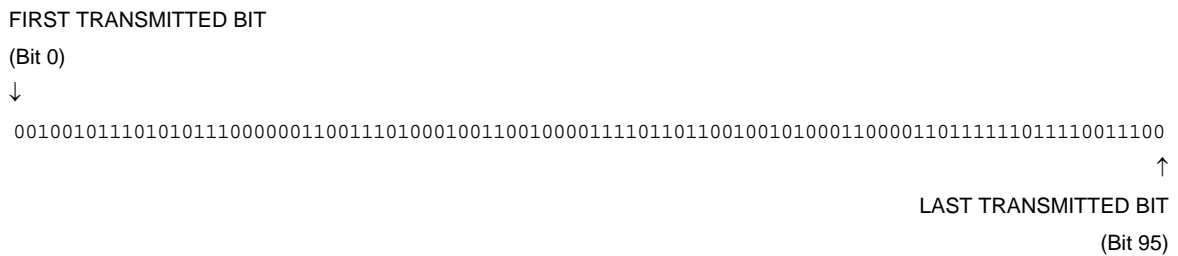 FIRST TRANSMITTED BIT
(Bit 0)
↓
001001011101010111000000110011101000100110010000111101101100100101000110000110111111011110011100
↑
LAST TRANSMITTED BIT
(Bit 95)